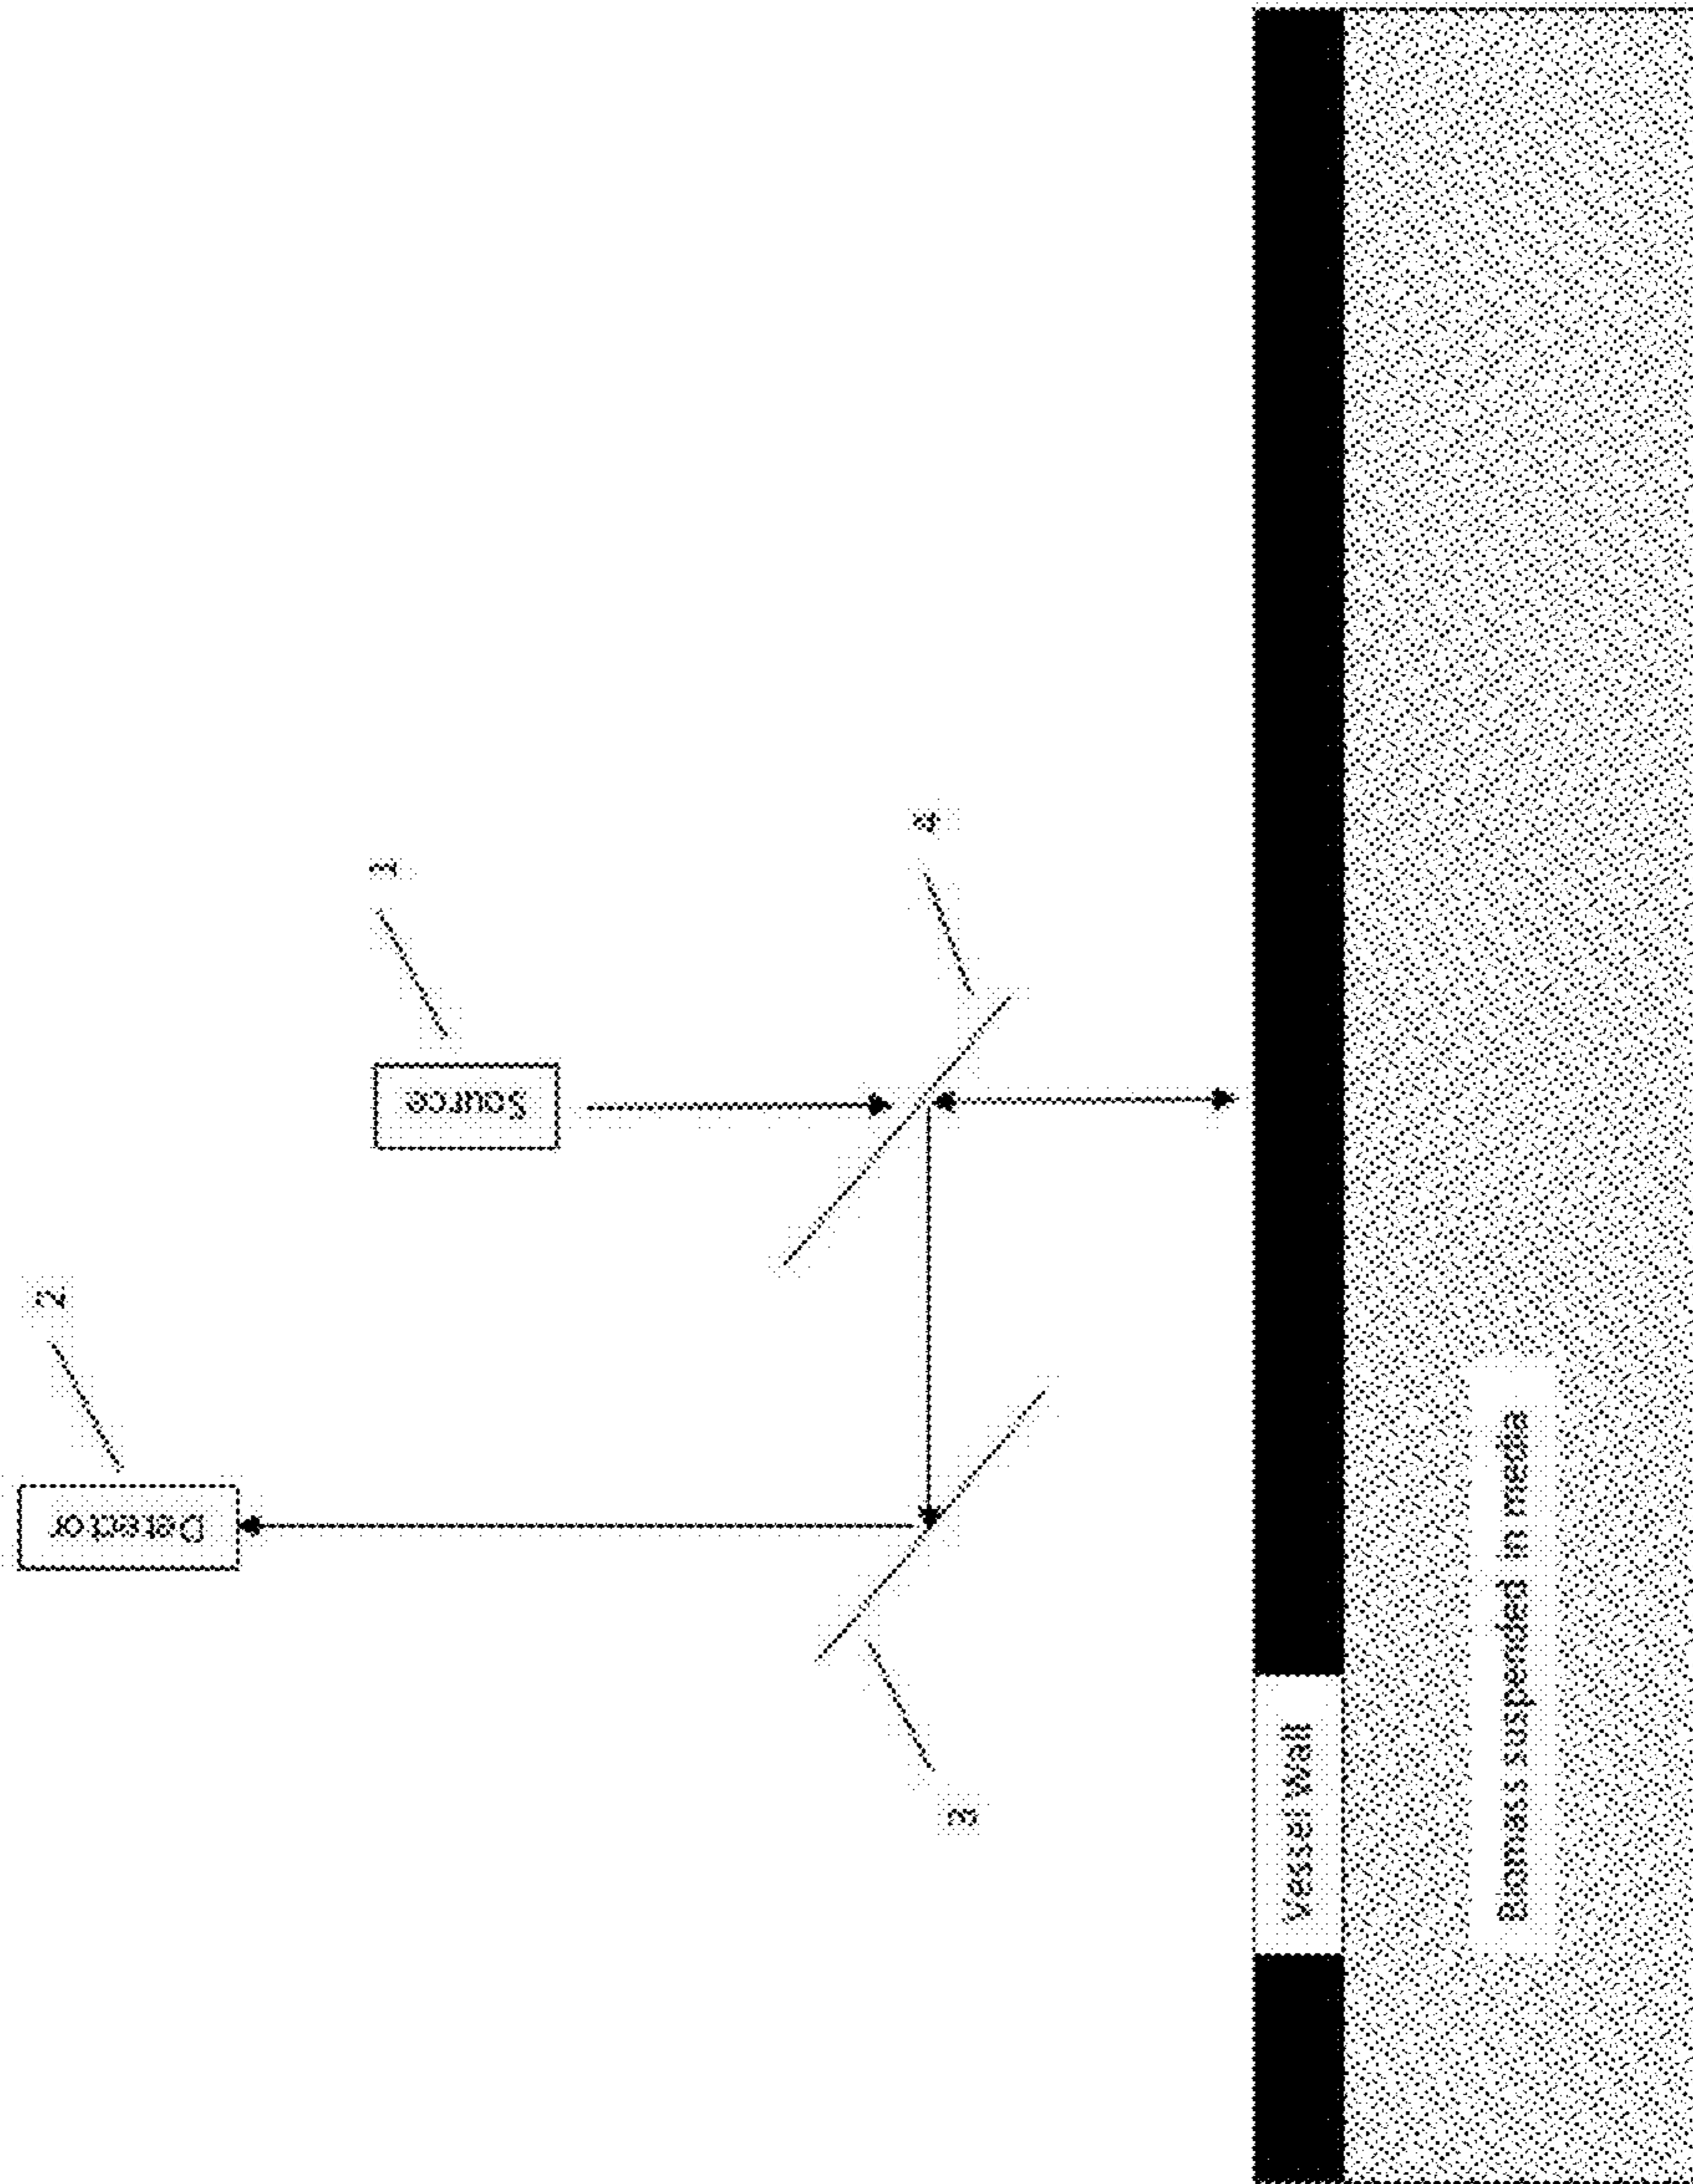 2
Detector
1
Source
4
3
Vessel Wall
Biomass suspended in media